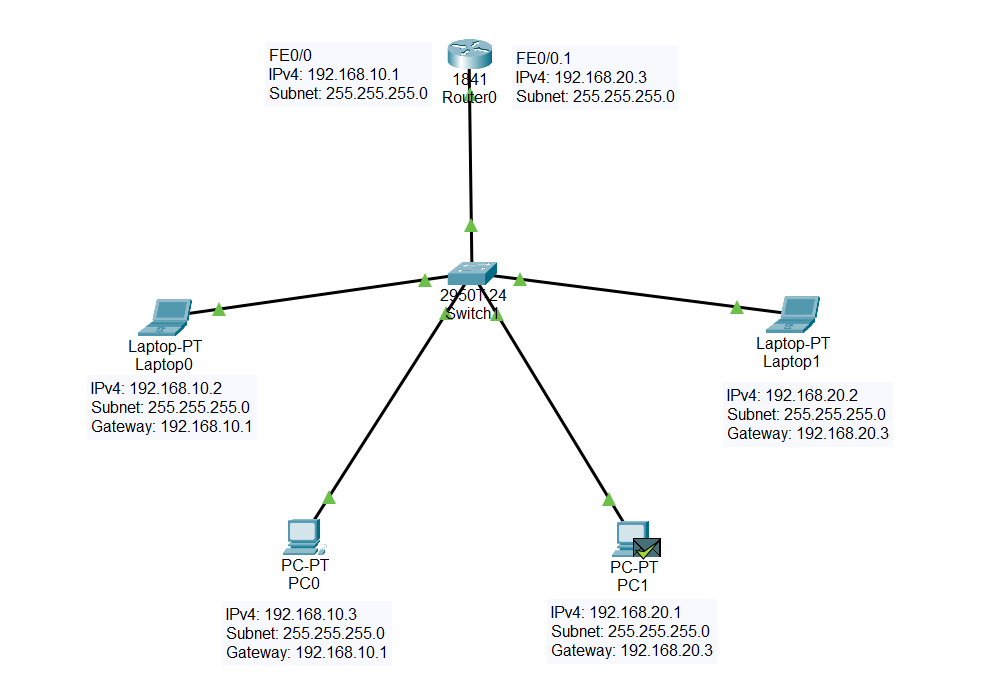 FE0/0
IPv4: 192.168.10.1
Subnet: 255.255.255.0
1841
Router0
FE0/0.1
IPv4: 192.168.20.3
Subnet: 255.255.255.0
2950T-24
Switch1
Laptop-PT
Laptop0
IPv4: 192.168.10.2
Subnet: 255.255.255.0
Gateway: 192.168.10.1
Laptop-PT
Laptop1
IPv4: 192.168.20.2
Subnet: 255.255.255.0
Gateway: 192.168.20.3
PC-PT
PC0
IPv4: 192.168.10.3
Subnet: 255.255.255.0
Gateway: 192.168.10.1
PC-PT
PC1
IPv4: 192.168.20.1
Subnet: 255.255.255.0
Gateway: 192.168.20.3